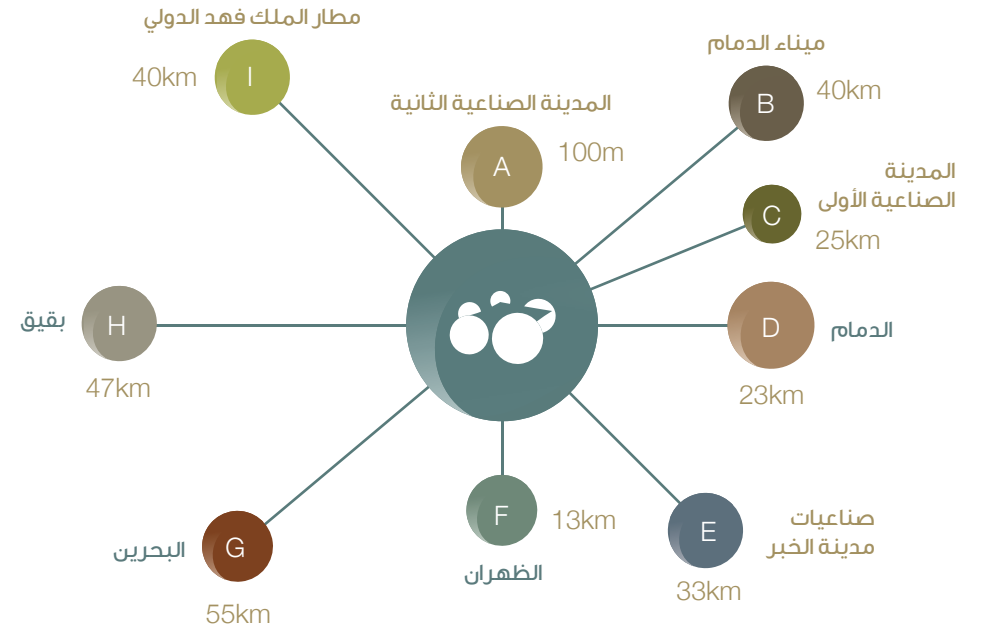 مطار الملك فهد الدولي
I
40km
ميناء الدمام
B
40km
المدينة الصناعية الثانية
A
100m
المدينة
الصناعية الأولى
C
25km
D
الدمام
23km
بقيق
H
47km
صناعيات
مدينة الخبر
E
33km
F
13km
الظهران
البحرين
G
55km